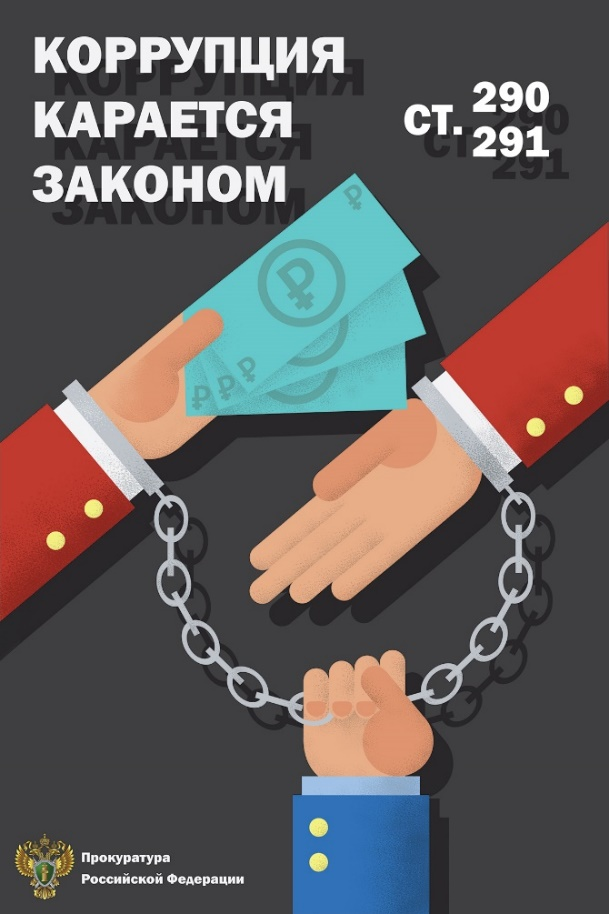 КОРРУПЦИЯ
КАРАЕТСЯ
ЗАКОНОМ
СТ. 290
291
Прокуратура
Российской Федерации